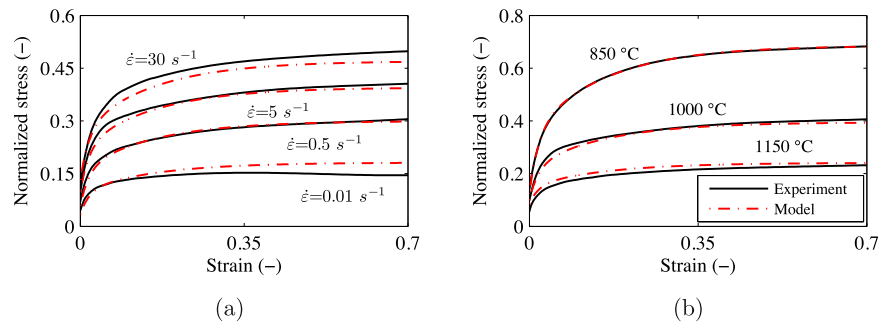 0.6
0.45
0.3
0.15
0
Normalized stress (−)
ε̇=30 s⁻¹
ε̇=5 s⁻¹
ε̇=0.5 s⁻¹
ε̇=0.01 s⁻¹
0 0.35 0.7
Strain (−)
(a)
0.8
0.6
0.4
0.2
0
Normalized stress (−)
850 °C
1000 °C
1150 °C
Experiment
Model
0 0.35 0.7
Strain (−)
(b)